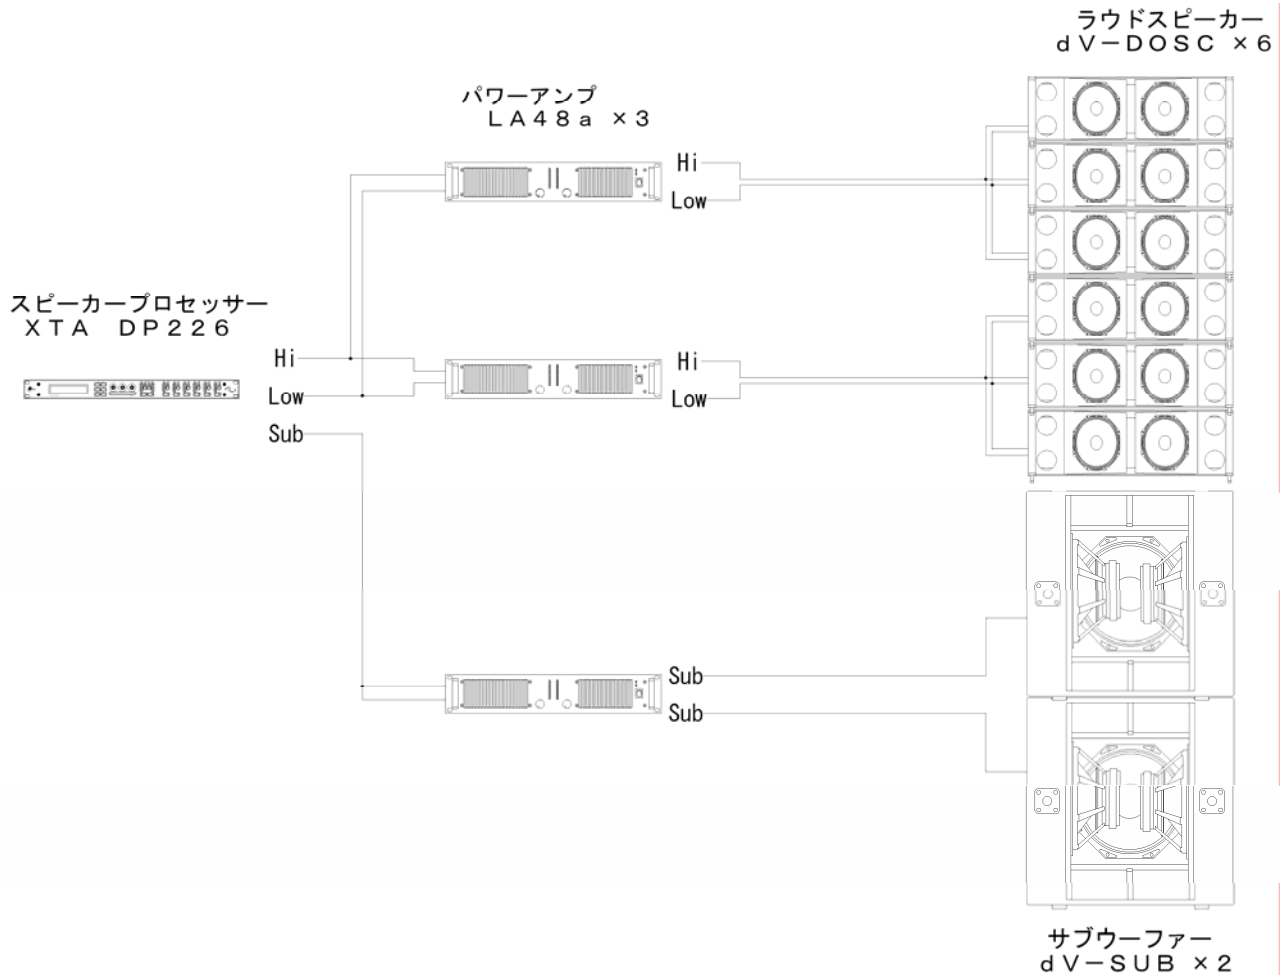 ラウドスピーカー
ｄＶ－ＤＯＳＣ ×６
パワーアンプ
ＬＡ４８ａ ×３
Hi
Low
スピーカープロセッサー
ＸＴＡ ＤＰ２２６
Hi
Low
Sub
Hi
Low
Sub
Sub
サブウーファー
ｄＶ－ＳＵＢ ×２